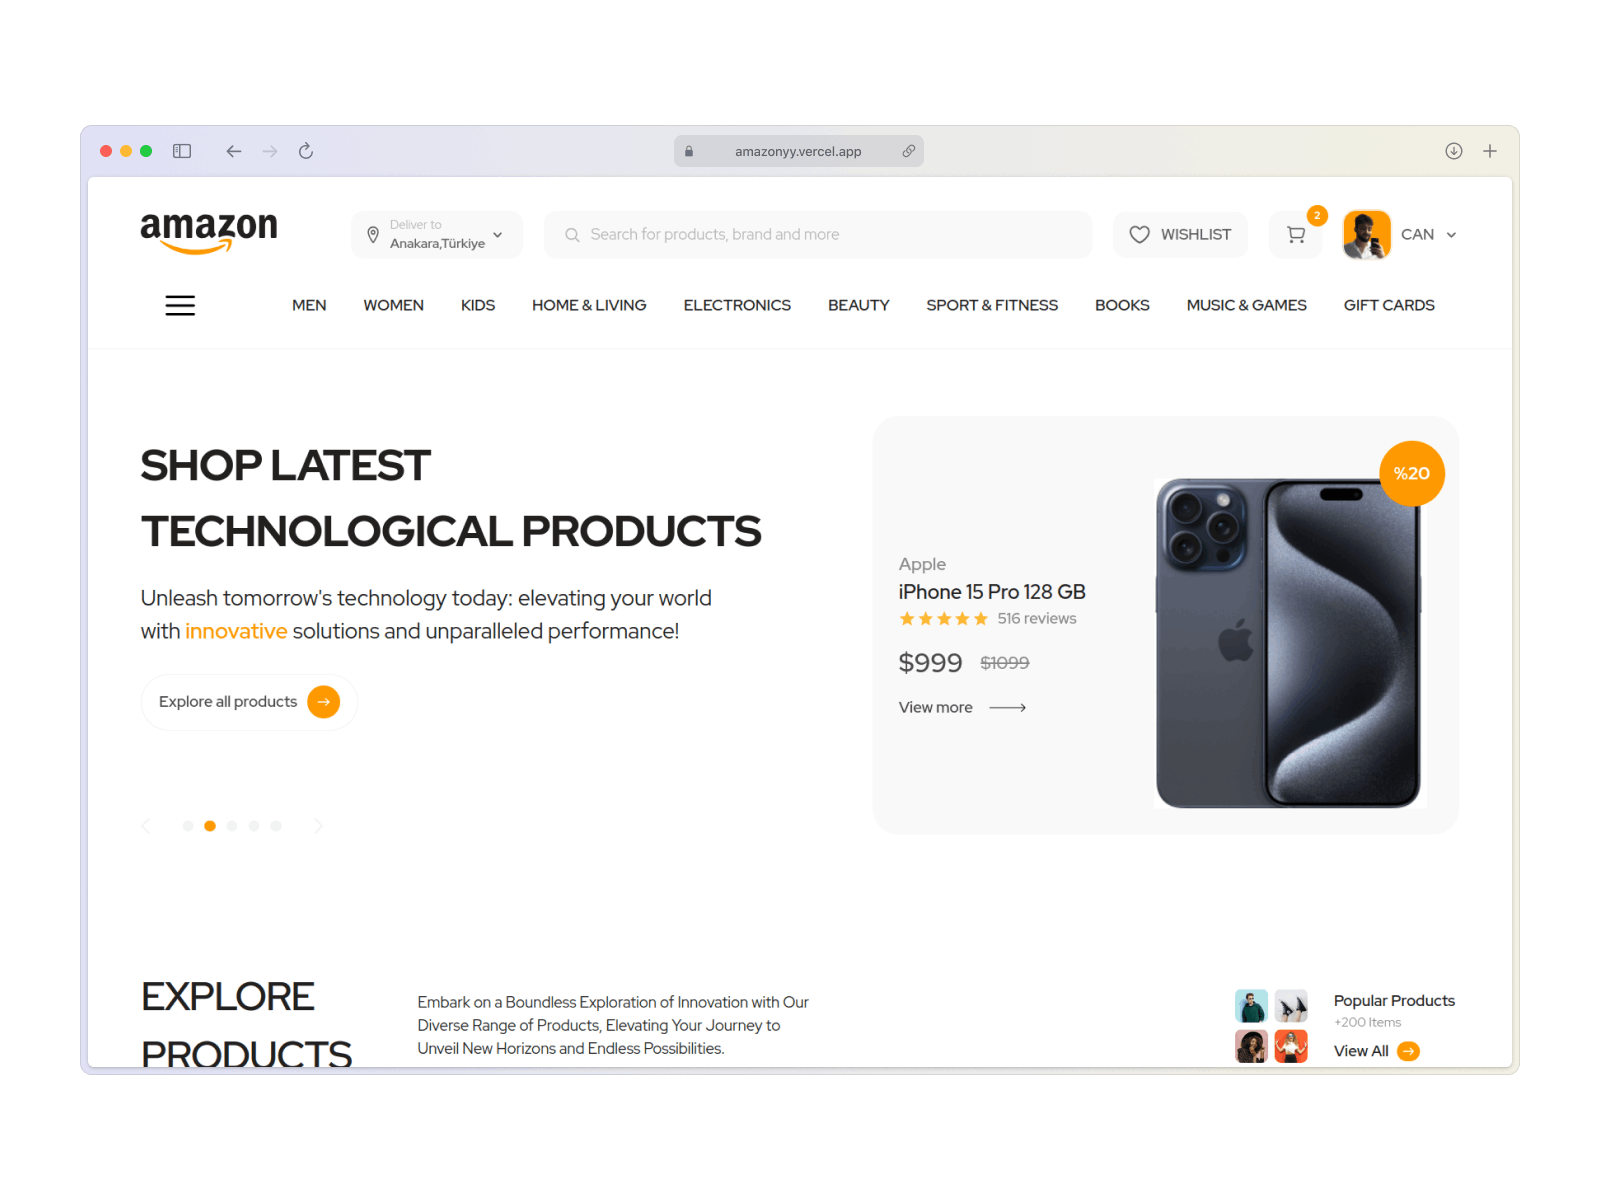 amazonyy.vercel.app
amazon
Deliver to
Anakara,Türkiye
Search for products, brand and more
WISHLIST
2
CAN
MEN
WOMEN
KIDS
HOME & LIVING
ELECTRONICS
BEAUTY
SPORT & FITNESS
BOOKS
MUSIC & GAMES
GIFT CARDS
SHOP LATEST
TECHNOLOGICAL PRODUCTS
Unleash tomorrow's technology today: elevating your world
with innovative solutions and unparalleled performance!
Explore all products
%20
Apple
iPhone 15 Pro 128 GB
516 reviews
$999 $1099
View more
EXPLORE
PRODUCTS
Embark on a Boundless Exploration of Innovation with Our
Diverse Range of Products, Elevating Your Journey to
Unveil New Horizons and Endless Possibilities.
Popular Products
+200 Items
View All